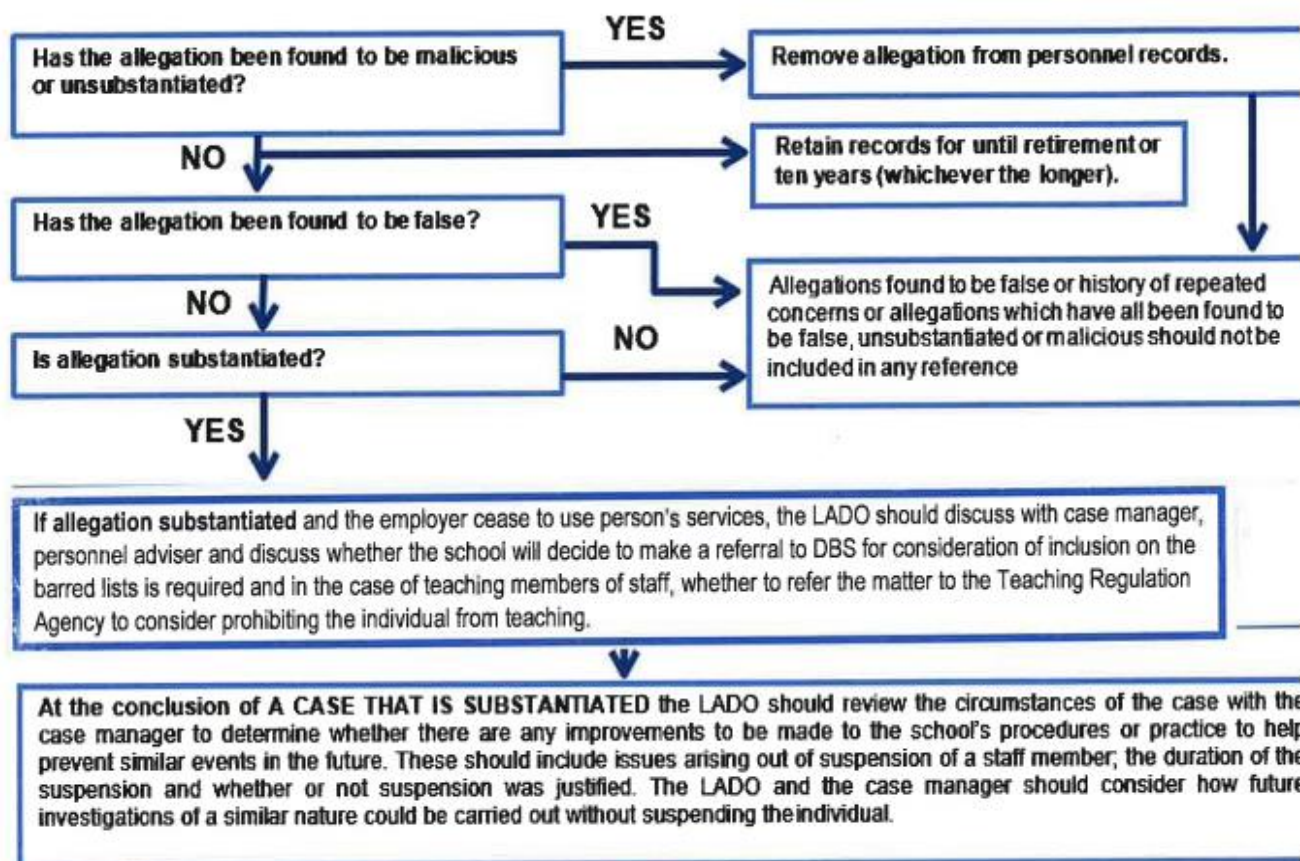 YES
Has the allegation been found to be malicious
or unsubstantiated?
Remove allegation from personnel records.
NO
Retain records for until retirement or
ten years (whichever the longer).
Has the allegation been found to be false?
YES
Allegations found to be false or history of repeated
concerns or allegations which have all been found to
be false, unsubstantiated or malicious should not be
included in any reference
NO
Is allegation substantiated?
NO
YES
If allegation substantiated and the employer cease to use person's services, the LADO should discuss with case manager,
personnel adviser and discuss whether the school will decide to make a referral to DBS for consideration of inclusion on the
barred lists is required and in the case of teaching members of staff, whether to refer the matter to the Teaching Regulation
Agency to consider prohibiting the individual from teaching.
At the conclusion of A CASE THAT IS SUBSTANTIATED the LADO should review the circumstances of the case with the
case manager to determine whether there are any improvements to be made to the school's procedures or practice to help
prevent similar events in the future. These should include issues arising out of suspension of a staff member; the duration of the
suspension and whether or not suspension was justified. The LADO and the case manager should consider how future
investigations of a similar nature could be carried out without suspending theindividual.